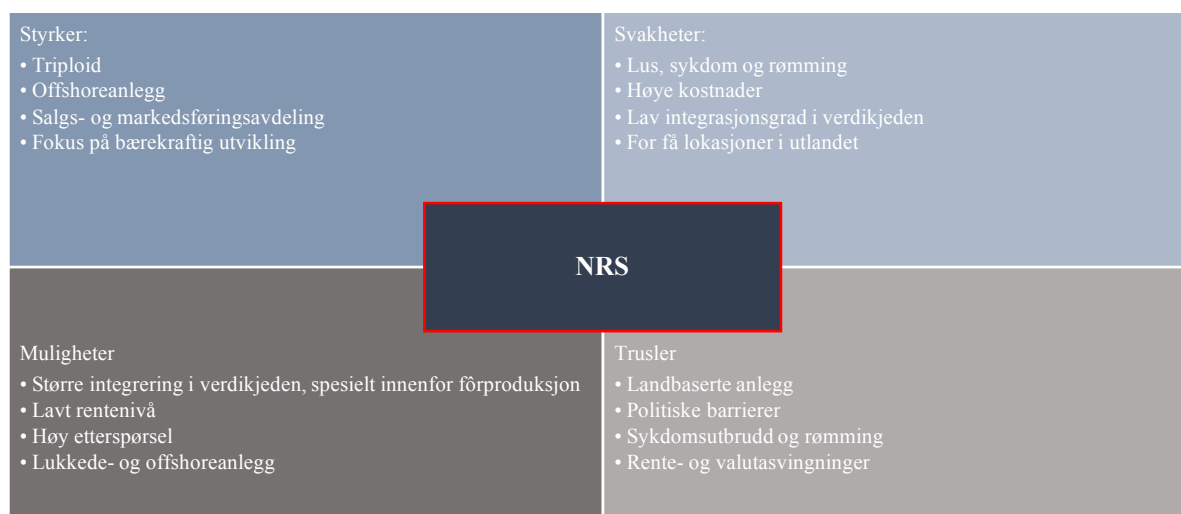 Styrker:
• Triploid
• Offshoreanlegg
• Salgs- og markedsføringsavdeling
• Fokus på bærekraftig utvikling
Svakheter:
• Lus, sykdom og rømming
• Høye kostnader
• Lav integrasjonsgrad i verdikjeden
• For få lokasjoner i utlandet
NRS
Muligheter
• Større integrering i verdikjeden, spesielt innenfor fôrproduksjon
• Lavt rentenivå
• Høy etterspørsel
• Lukkede- og offshoreanlegg
Trusler
• Landbaserte anlegg
• Politiske barrierer
• Sykdomsutbrudd og rømming
• Rente- og valutasvingninger